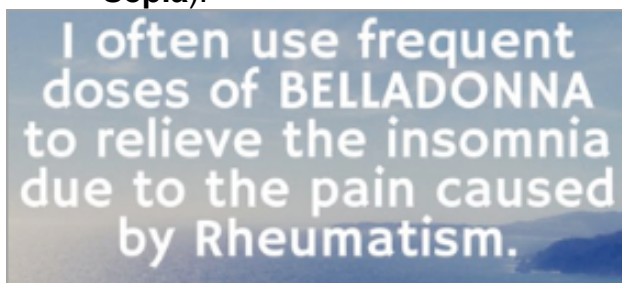 I often use frequent
doses of BELLADONNA
to relieve the insomnia
due to the pain caused
by Rheumatism.